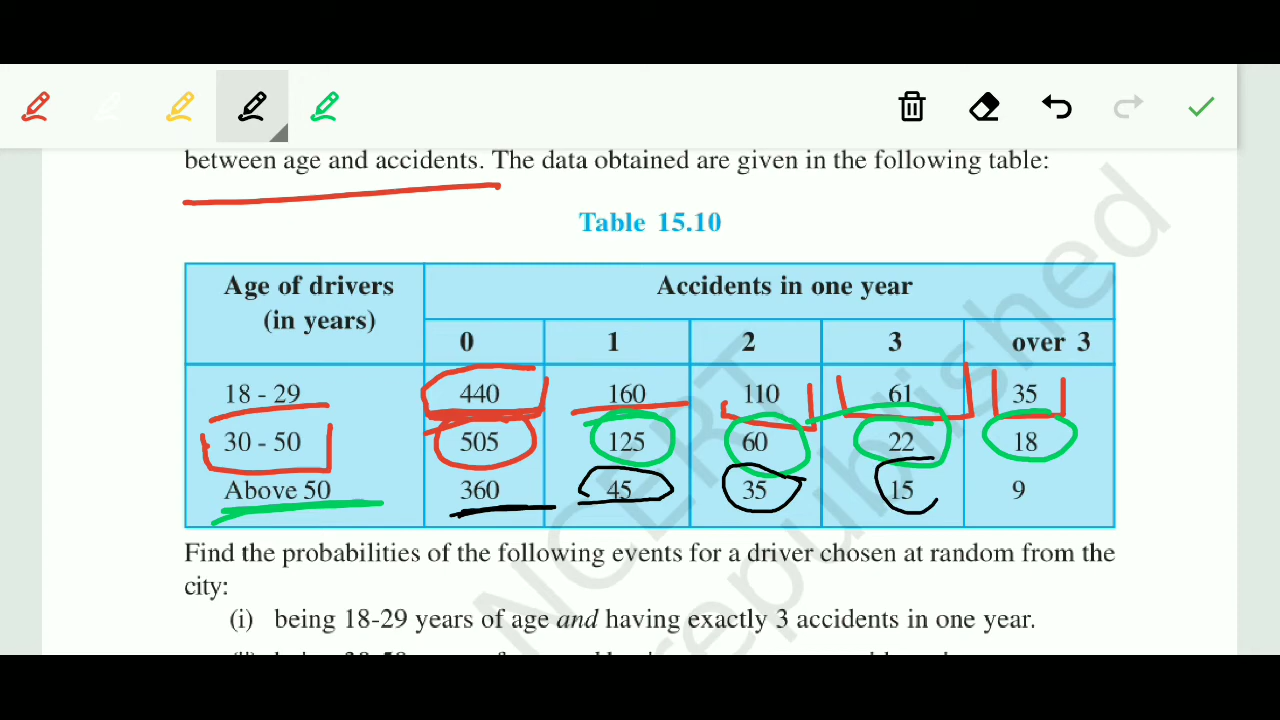 between age and accidents. The data obtained are given in the following table:
Table 15.10
Age of drivers Accidents in one year
(in years)
0 1 2 3 over 3
18 - 29 440 160 110 61 35
30 - 50 505 125 60 22 18
Above 50 360 45 35 15 9
Find the probabilities of the following events for a driver chosen at random from the
city:
(i) being 18-29 years of age and having exactly 3 accidents in one year.
NCERT
republished